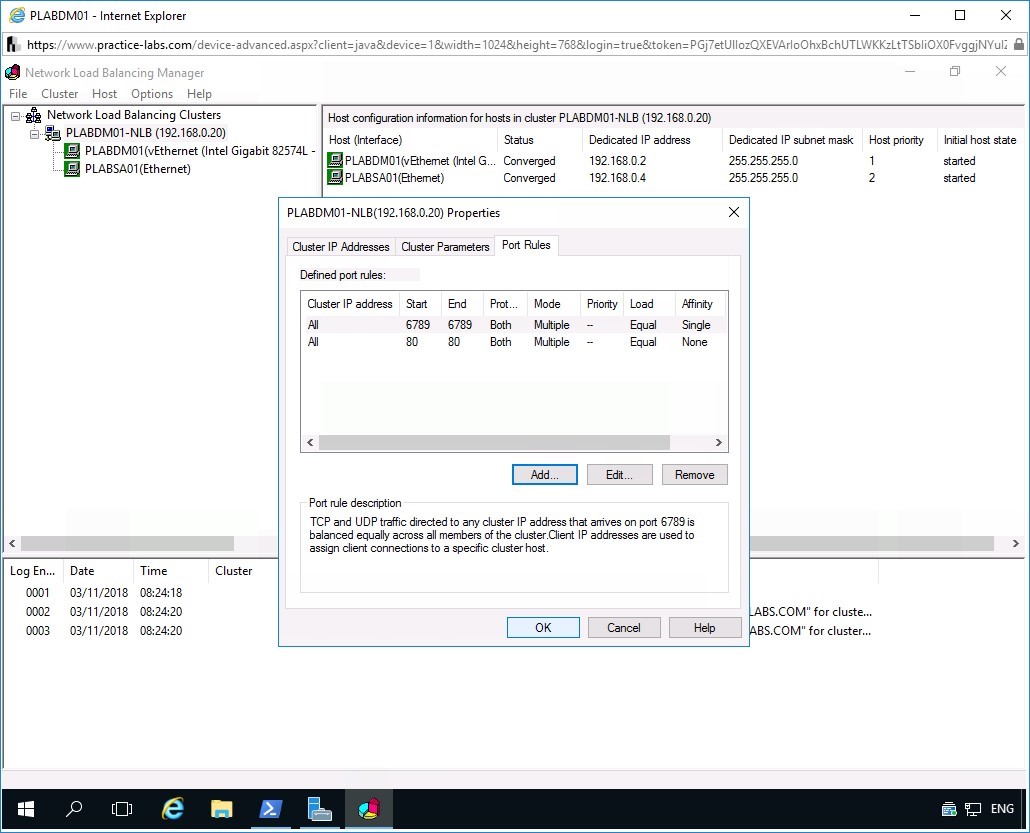 PLABDM01 - Internet Explorer
https://www.practice-labs.com/device-advanced.aspx?client=java&device=1&width=1024&height=768&login=true&token=
Network Load Balancing Manager
File Cluster Host Options Help
Network Load Balancing Clusters
PLABDM01-NLB (192.168.0.20)
PLABDM01(vEthernet (Intel Gigabit 82574L -
PLABSA01(Ethernet)
Host configuration information for hosts in cluster PLABDM01-NLB (192.168.0.20)
Host (Interface) Status Dedicated IP address Dedicated IP subnet mask Host priority Initial host state
PLABDM01(vEthernet (Intel G... Converged 192.168.0.2 255.255.255.0 1 started
PLABSA01(Ethernet) Converged 192.168.0.4 255.255.255.0 2 started
PLABDM01-NLB(192.168.0.20) Properties
Cluster IP Addresses Cluster Parameters Port Rules
Defined port rules:
Cluster IP address Start End Prot... Mode Priority Load Affinity
All 6789 6789 Both Multiple -- Equal Single
All 80 80 Both Multiple -- Equal None
Add... Edit... Remove
Port rule description
TCP and UDP traffic directed to any cluster IP address that arrives on port 6789 is
balanced equally across all members of the cluster.Client IP addresses are used to
assign client connections to a specific cluster host.
OK Cancel Help
Log En... Date Time Cluster
0001 03/11/2018 08:24:18
0002 03/11/2018 08:24:20 LABS.COM" for cluste...
0003 03/11/2018 08:24:20 ABS.COM" for cluster...
ENG